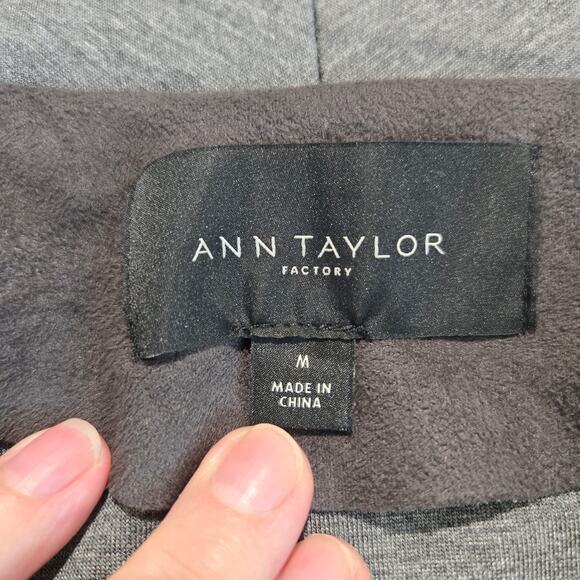 ANN TAYLOR
FACTORY
M
MADE IN
CHINA